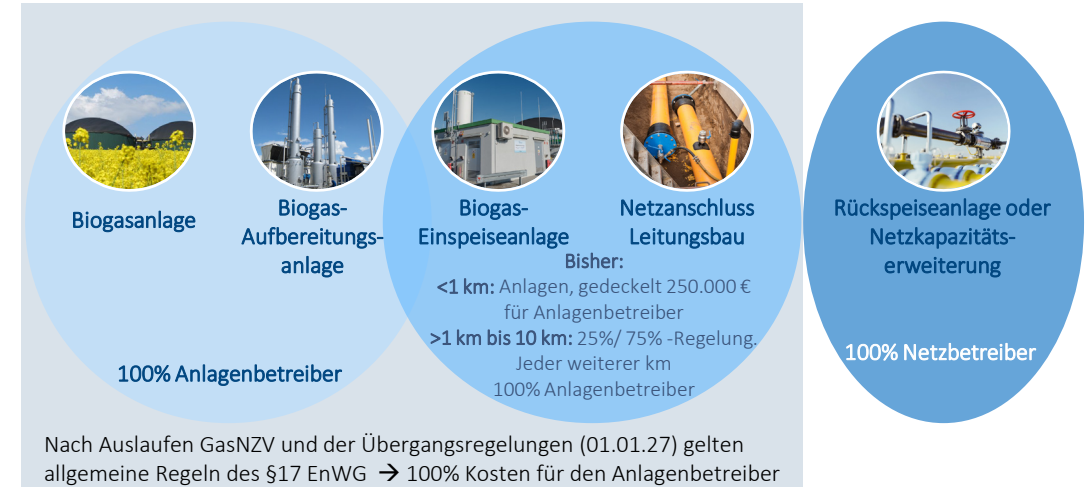 Biogasanlage
Biogas-
Aufbereitungs-
anlage
Biogas-
Einspeiseanlage
Netzanschluss
Leitungsbau
Bisher:
<1 km: Anlagen, gedeckelt 250.000 €
für Anlagenbetreiber
>1 km bis 10 km: 25%/ 75% -Regelung.
Jeder weiterer km
100% Anlagenbetreiber
100% Anlagenbetreiber
Rückspeiseanlage oder
Netzkapazitäts-
erweiterung
100% Netzbetreiber
Nach Auslaufen GasNZV und der Übergangsregelungen (01.01.27) gelten
allgemeine Regeln des §17 EnWG → 100% Kosten für den Anlagenbetreiber